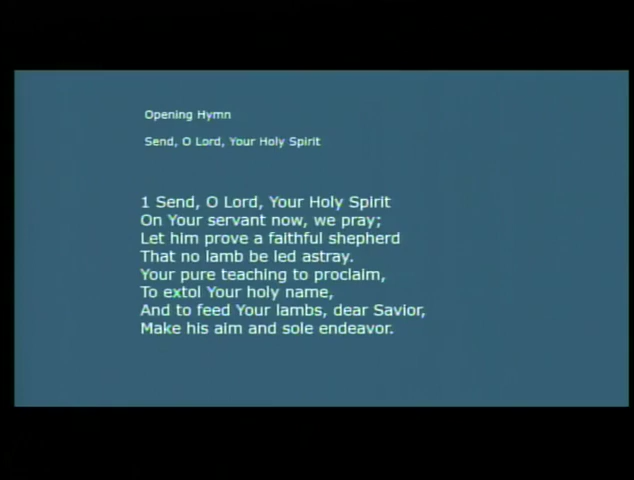 Opening Hymn
Send, O Lord, Your Holy Spirit
1 Send, O Lord, Your Holy Spirit
On Your servant now, we pray;
Let him prove a faithful shepherd
That no lamb be led astray.
Your pure teaching to proclaim,
To extol Your holy name,
And to feed Your lambs, dear Savior,
Make his aim and sole endeavor.